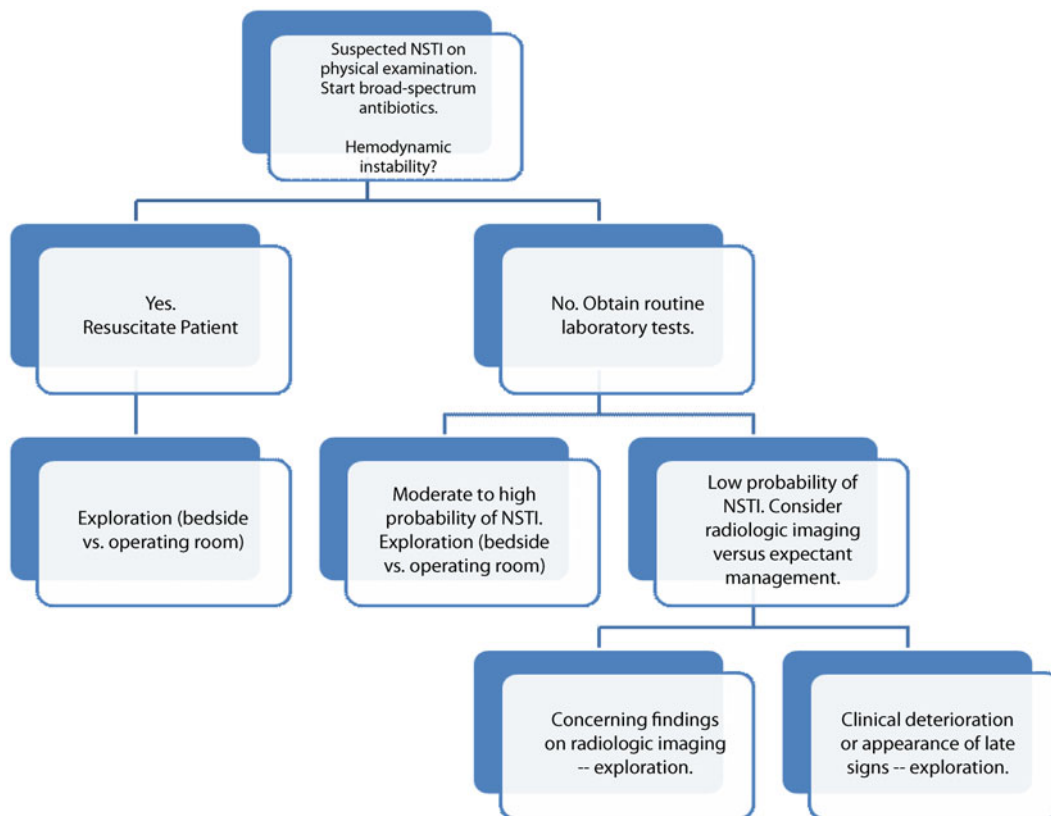 Suspected NSTI on
physical examination.
Start broad-spectrum
antibiotics.
Hemodynamic
instability?
Yes.
Resuscitate Patient
No. Obtain routine
laboratory tests.
Exploration (bedside
vs. operating room)
Moderate to high
probability of NSTI.
Exploration (bedside
vs. operating room)
Low probability of
NSTI. Consider
radiologic imaging
versus expectant
management.
Concerning findings
on radiologic imaging
-- exploration.
Clinical deterioration
or appearance of late
signs -- exploration.